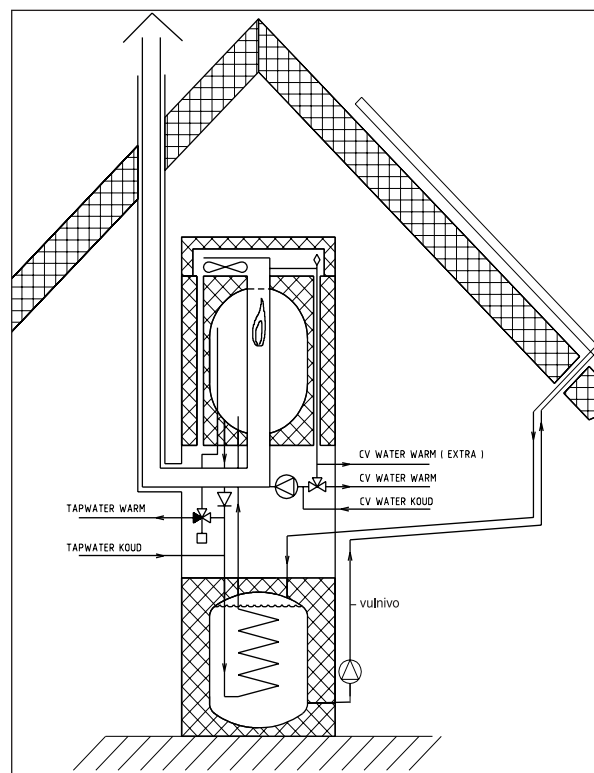 CV WATER WARM ( EXTRA )
CV WATER WARM
CV WATER KOUD
TAPWATER WARM
TAPWATER KOUD
vulnivo